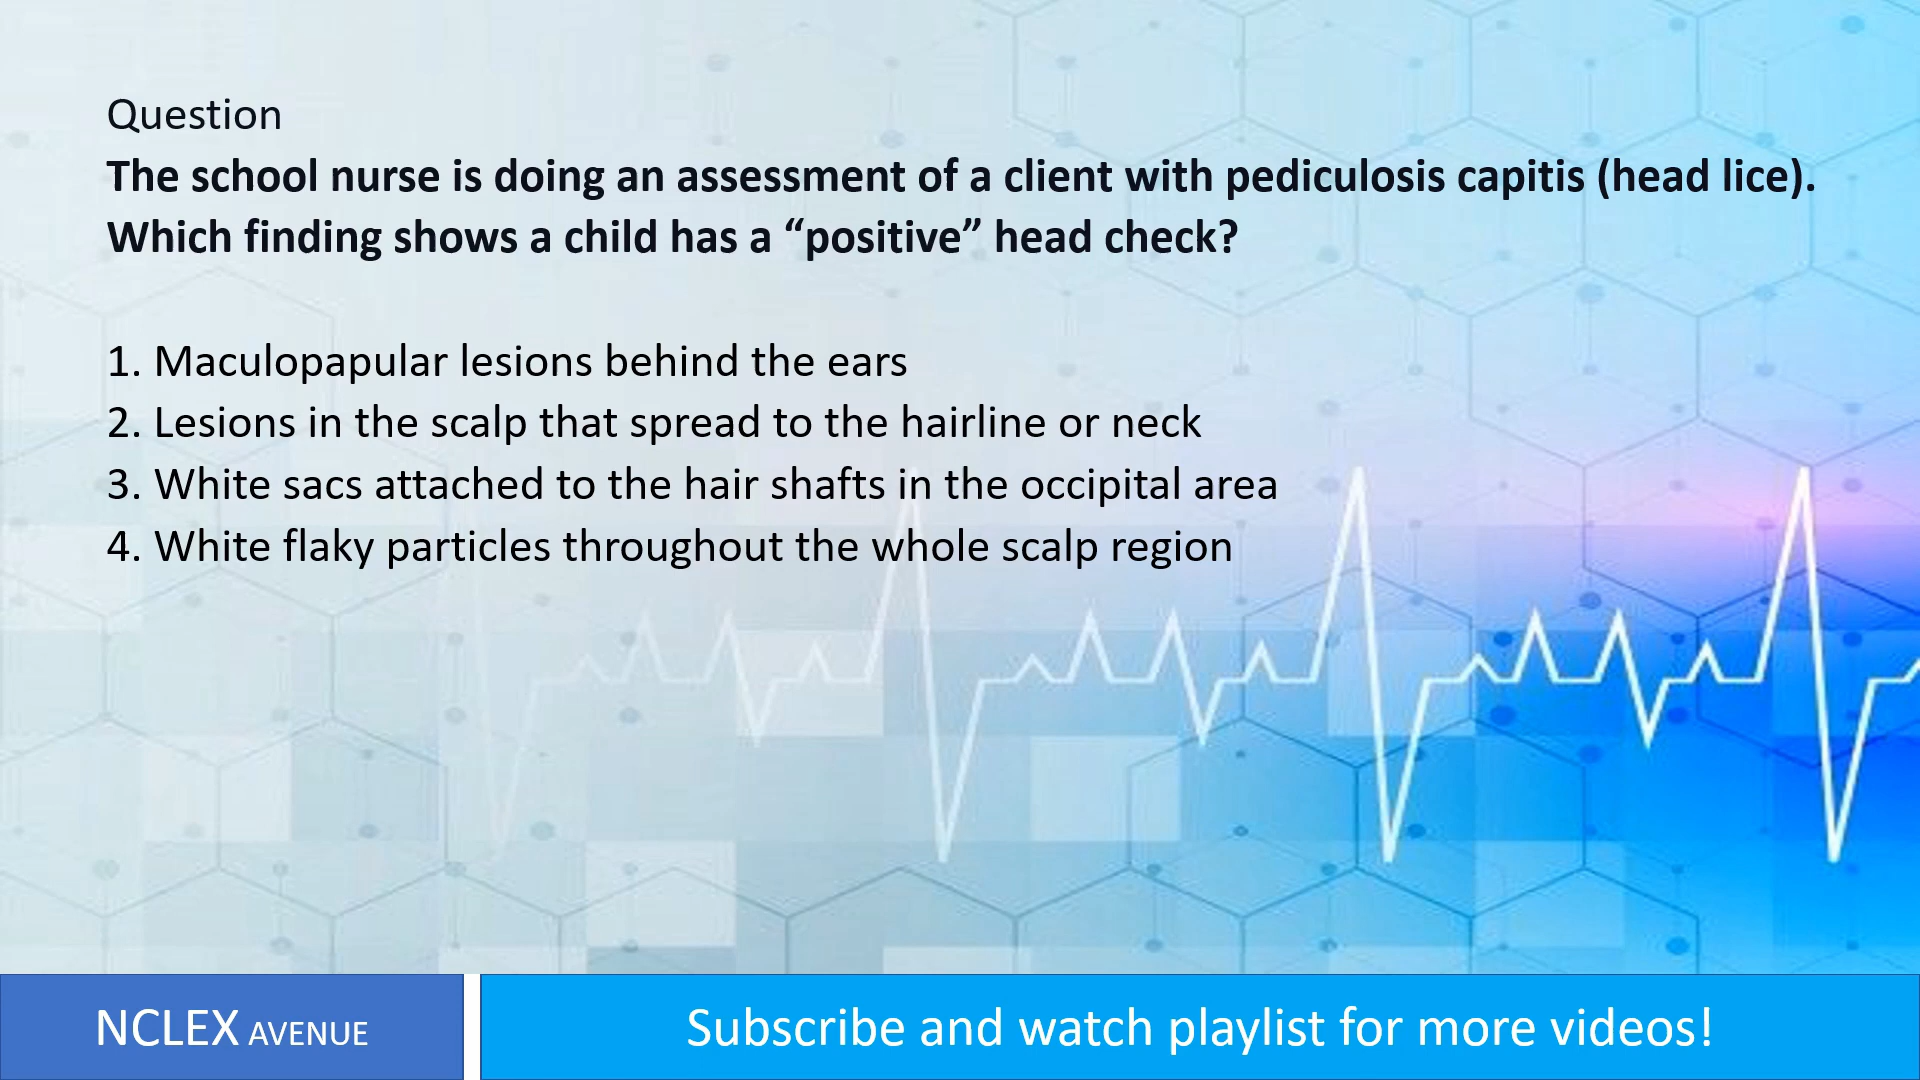 Question
The school nurse is doing an assessment of a client with pediculosis capitis (head lice).
Which finding shows a child has a “positive” head check?
1. Maculopapular lesions behind the ears
2. Lesions in the scalp that spread to the hairline or neck
3. White sacs attached to the hair shafts in the occipital area
4. White flaky particles throughout the whole scalp region
NCLEX AVENUE
Subscribe and watch playlist for more videos!